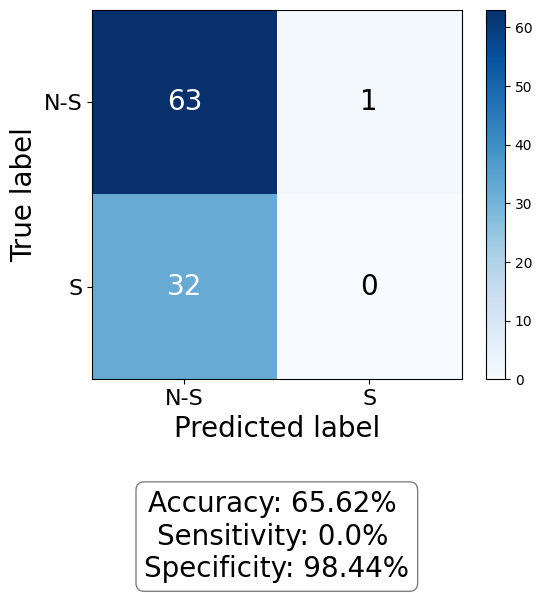 True label
N-S
63
1
S
32
0
N-S
S
Predicted label
60
50
40
30
20
10
0
Accuracy: 65.62%
Sensitivity: 0.0%
Specificity: 98.44%